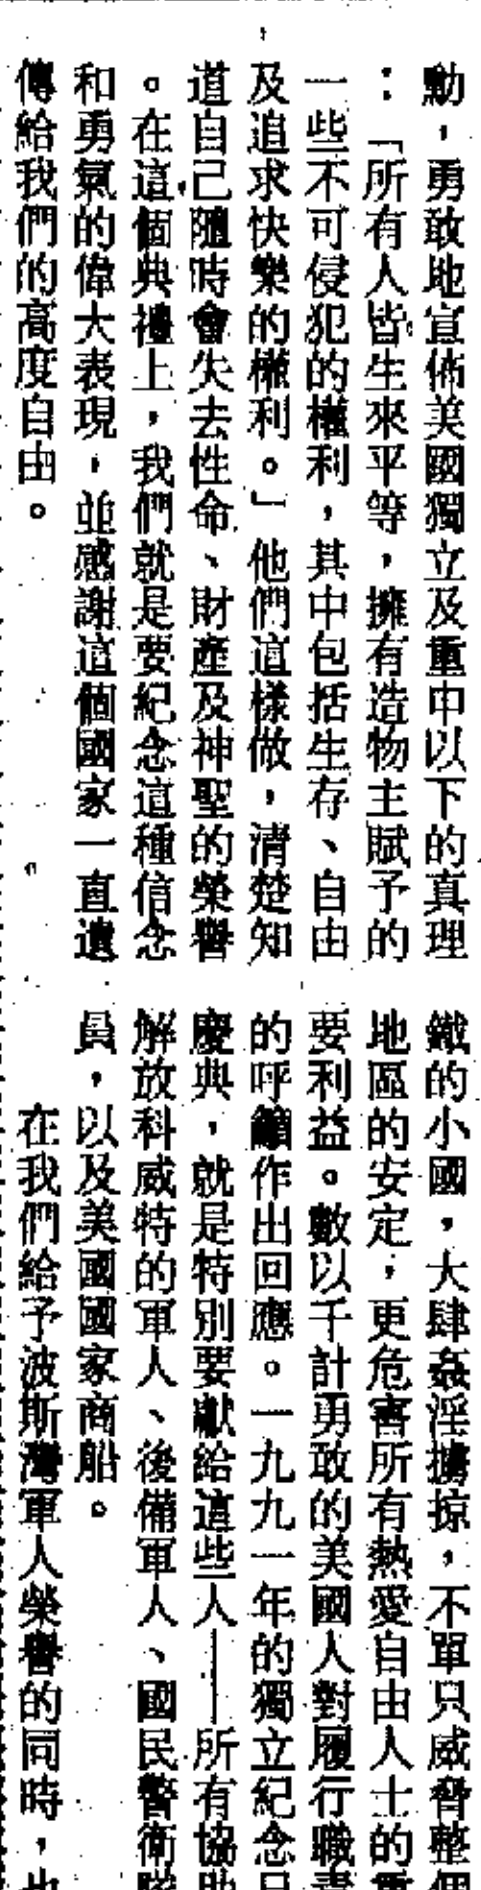 勳，勇敢地宣佈美國獨立及重申以下的真理
：「所有人皆生來平等，擁有造物主賦予的
一些不可侵犯的權利，其中包括生存、自由
及追求快樂的權利。」他們這樣做，清楚知
道自己隨時會失去性命、財產及神聖的榮譽
。在這個典禮上，我們就是要紀念這種信念
和勇氣的偉大表現，並感謝這個國家一直遺
傳給我們的高度自由。
鐵的小國，大肆姦淫擄掠，不單只威脅整個
地區的安定，更危害所有熱愛自由人士的重
要利益。數以千計勇敢的美國人對履行職責
的呼籲作出回應。一九九一年的獨立紀念日
慶典，就是特別要獻給這些人——所有協助
解放科威特的軍人、後備軍人、國民警衛隊
員，以及美國國家商船。
在我們給予波斯灣軍人榮譽的同時，也